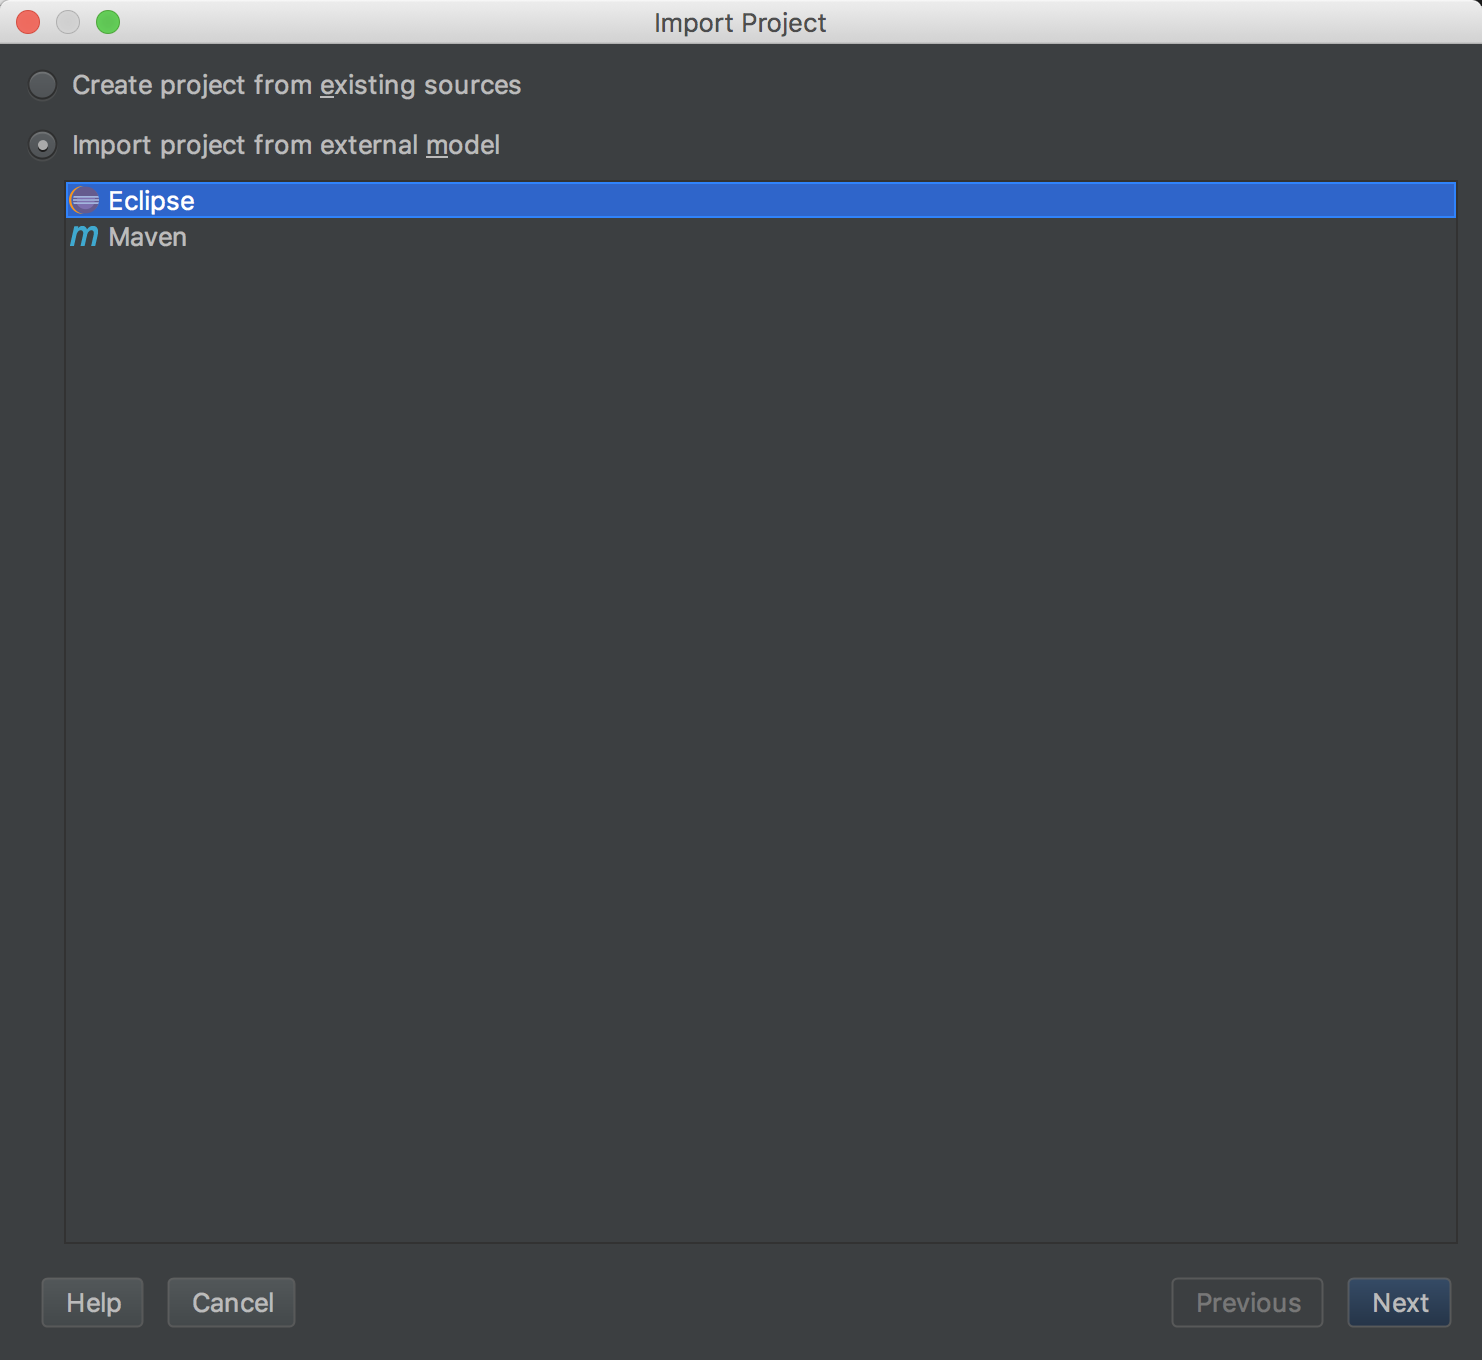 Import Project
Create project from existing sources
Import project from external model
Eclipse
m Maven
Help Cancel Previous Next